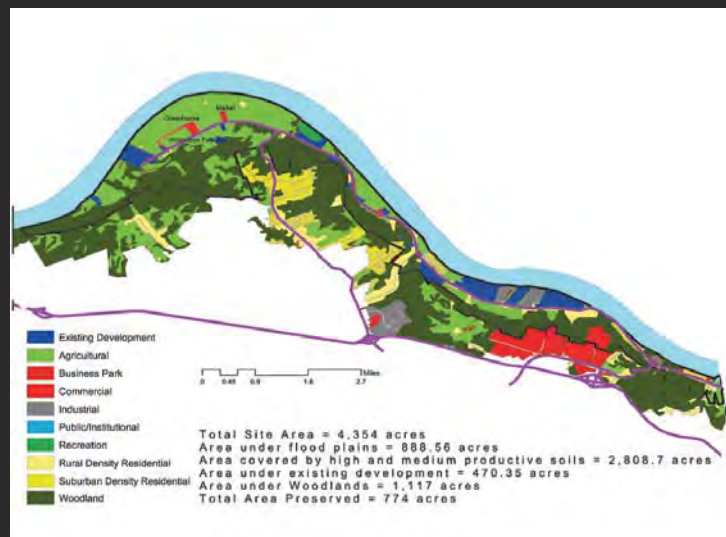 Market
Greenhouse
Existing Development
Agricultural
Business Park
Commercial
Industrial
Public/Institutional
Recreation
Rural Density Residential
Suburban Density Residential
Woodland
Miles
0 0.45 0.9 1.8 2.7
Total Site Area = 4,354 acres
Area under flood plains = 888.56 acres
Area covered by high and medium productive soils = 2,808.7 acres
Area under existing development = 470.35 acres
Area under Woodlands = 1,117 acres
Total Area Preserved = 774 acres